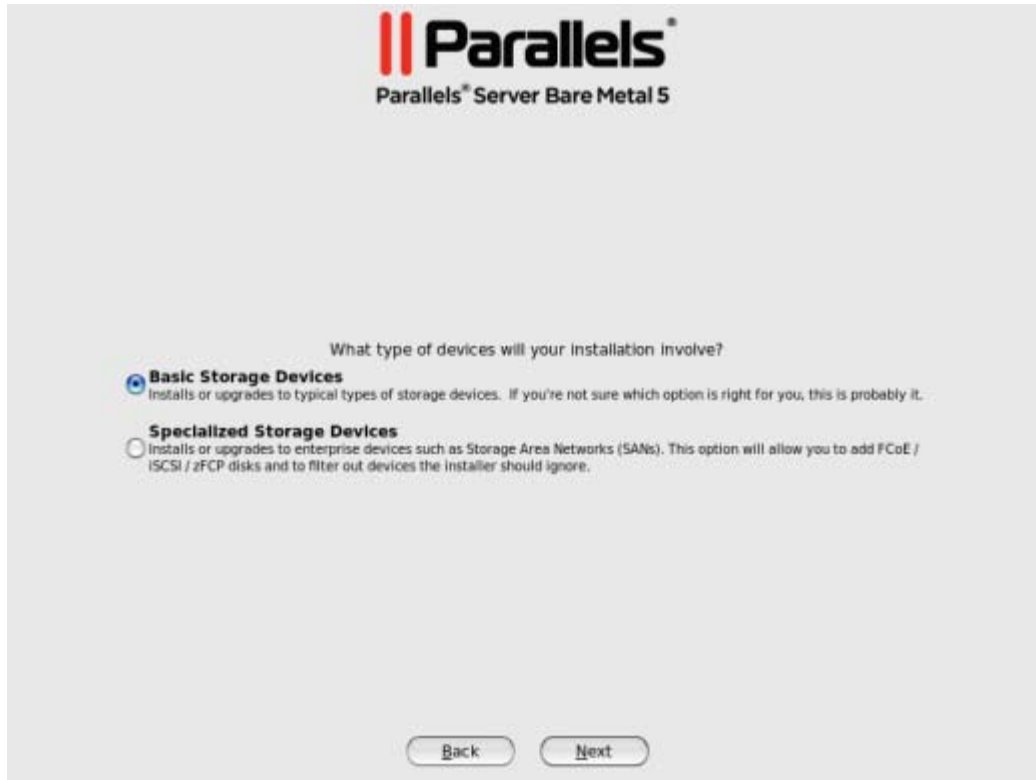 Parallels®
Parallels® Server Bare Metal 5
What type of devices will your installation involve?
Basic Storage Devices
Installs or upgrades to typical types of storage devices. If you're not sure which option is right for you, this is probably it.
Specialized Storage Devices
Installs or upgrades to enterprise devices such as Storage Area Networks (SANs). This option will allow you to add FCoE /
iSCSI / zFCP disks and to filter out devices the installer should ignore.
Back
Next